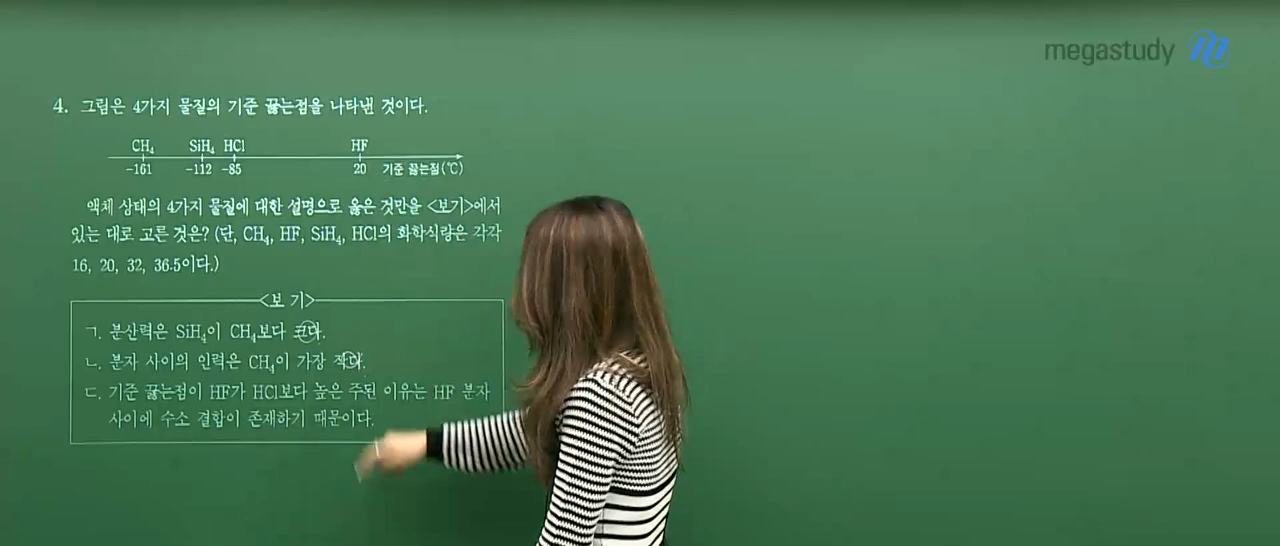 megastudy
4. 그림은 4가지 물질의 기준 끓는점을 나타낸 것이다.
CH₄ SiH₄ HCl HF
-161 -112 -85 20 기준 끓는점(℃)
액체 상태의 4가지 물질에 대한 설명으로 옳은 것만을 <보기>에서
있는 대로 고른 것은? (단, CH₄, HF, SiH₄, HCl의 화학식량은 각각
16, 20, 32, 36.5이다.)
<보 기>
ㄱ. 분산력은 SiH₄이 CH₄보다 크다.
ㄴ. 분자 사이의 인력은 CH₄이 가장 작다.
ㄷ. 기준 끓는점이 HF가 HCl보다 높은 주된 이유는 HF 분자
사이에 수소 결합이 존재하기 때문이다.